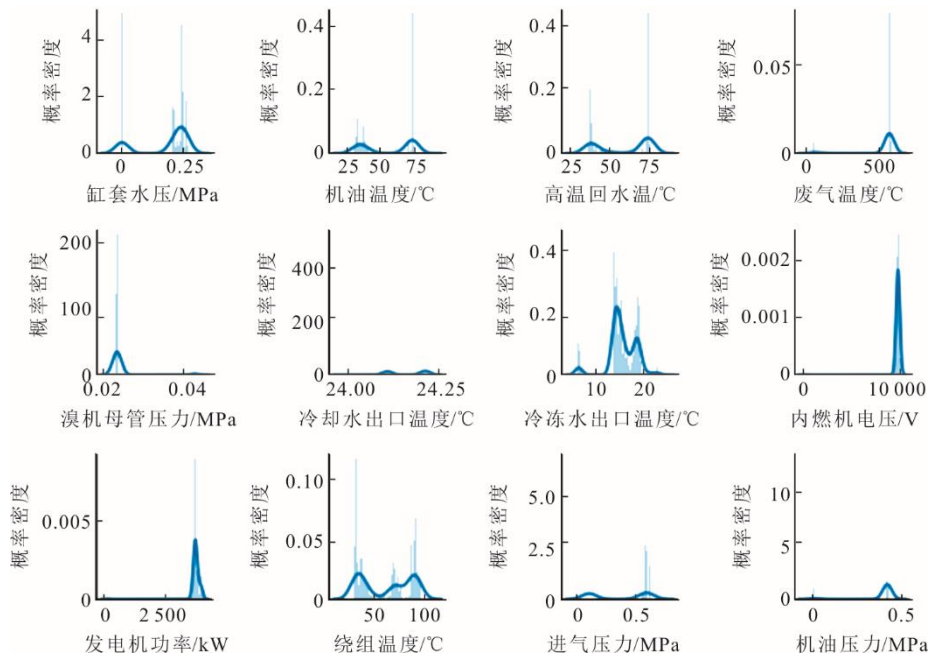 概率密度
4
2
0
0
0.25
缸套水压/MPa
概率密度
0.4
0.2
0
25
50
75
机油温度/℃
概率密度
0.4
0.2
0
25
50
75
高温回水温/℃
概率密度
0.05
0
500
废气温度/℃
概率密度
200
100
0
0.02
0.04
溴机母管压力/MPa
概率密度
400
200
0
24.00
24.25
冷却水出口温度/℃
概率密度
0.4
0.2
0
10
20
冷冻水出口温度/℃
概率密度
0.002
0.001
0
10 000
内燃机电压/V
概率密度
0.005
0
0
2 500
发电机功率/kW
概率密度
0.10
0.05
0
50
100
绕组温度/℃
概率密度
5.0
2.5
0
0
0.5
进气压力/MPa
概率密度
10
5
0
0
0.5
机油压力/MPa